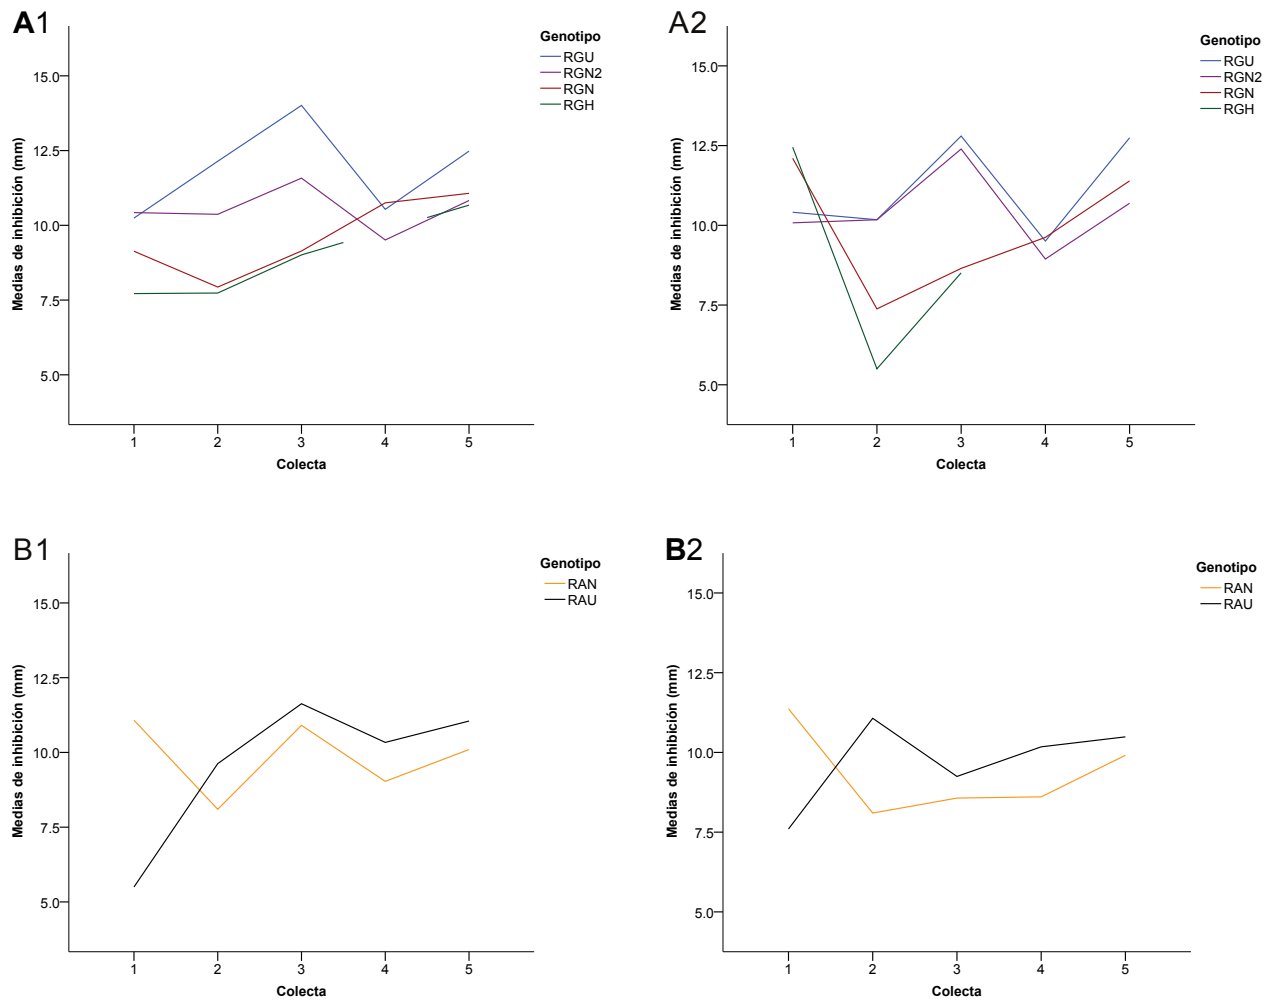 A1
Genotipo
RGU
RGN2
RGN
RGH
15.0
12.5
10.0
7.5
5.0
Medias de inhibición (mm)
1 2 3 4 5
Colecta
A2
Genotipo
RGU
RGN2
RGN
RGH
15.0
12.5
10.0
7.5
5.0
Medias de inhibición (mm)
1 2 3 4 5
Colecta
B1
Genotipo
RAN
RAU
15.0
12.5
10.0
7.5
5.0
Medias de inhibición (mm)
1 2 3 4 5
Colecta
B2
Genotipo
RAN
RAU
15.0
12.5
10.0
7.5
5.0
Medias de inhibición (mm)
1 2 3 4 5
Colecta